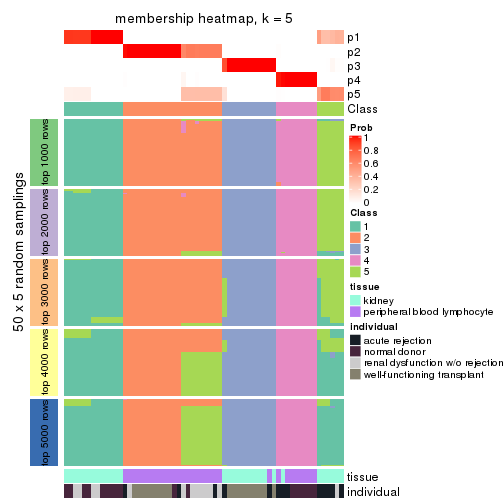 membership heatmap, k = 5
p1
p2
p3
p4
p5
Class
50 x 5 random samplings
top 1000 rows
top 2000 rows
top 3000 rows
top 4000 rows
top 5000 rows
tissue
individual
Prob
1
0.8
0.6
0.4
0.2
0
Class
1
2
3
4
5
tissue
kidney
peripheral blood lymphocyte
individual
acute rejection
normal donor
renal dysfunction w/o rejection
well-functioning transplant